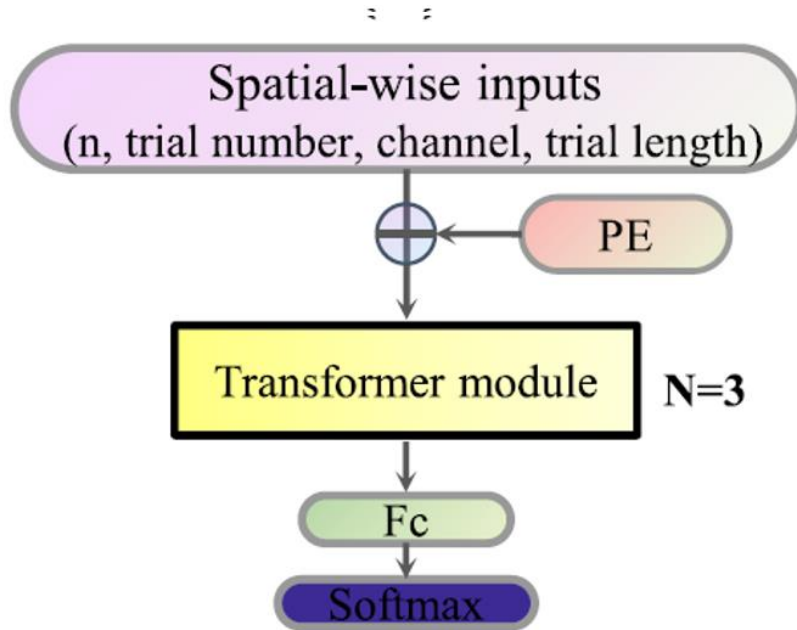 Spatial-wise inputs
(n, trial number, channel, trial length)
PE
Transformer module
N=3
Fc
Softmax